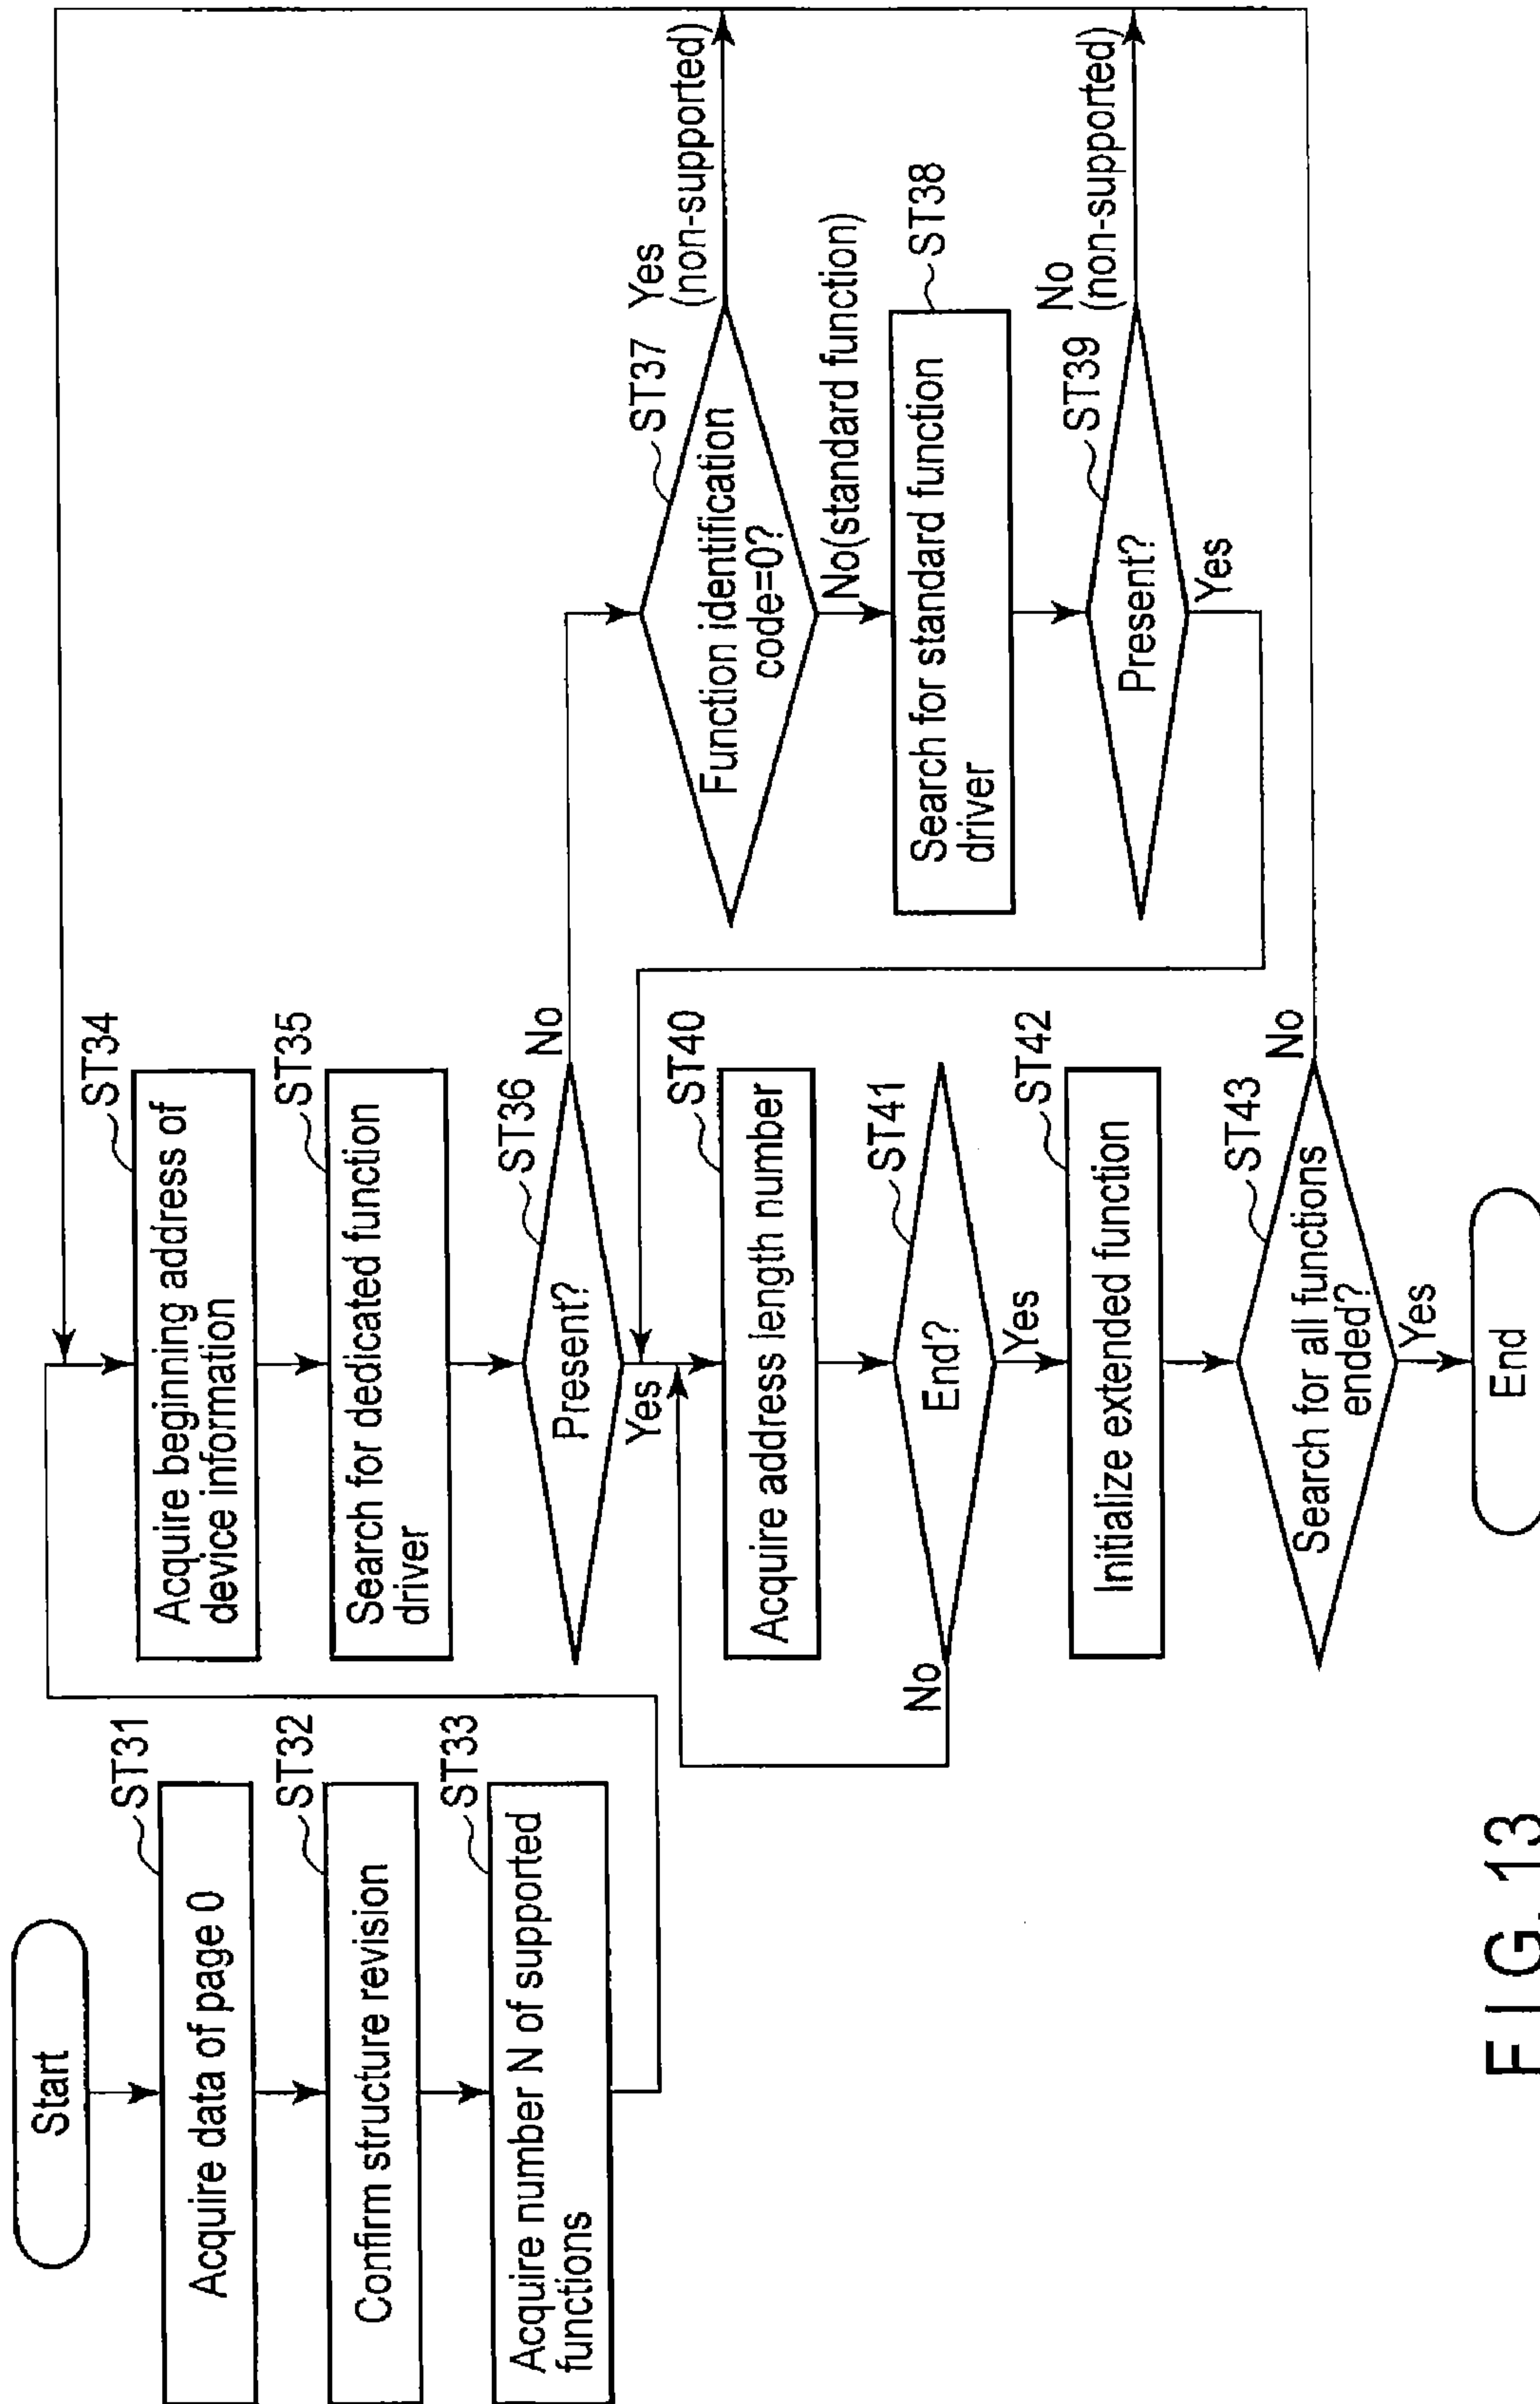 Start
Acquire data of page 0
ST31
Confirm structure revision
ST32
Acquire number N of supported
functions
ST33
Acquire beginning address of
device information
ST34
Search for dedicated function
driver
ST35
Present?
ST36
No
Yes
Function identification
code=0?
ST37
Yes
(non-supported)
No(standard function)
Search for standard function
driver
ST38
Present?
ST39
No
(non-supported)
Yes
Acquire address length number
ST40
End?
ST41
No
Yes
Initialize extended function
ST42
Search for all functions
ended?
ST43
No
Yes
End
FIG. 13